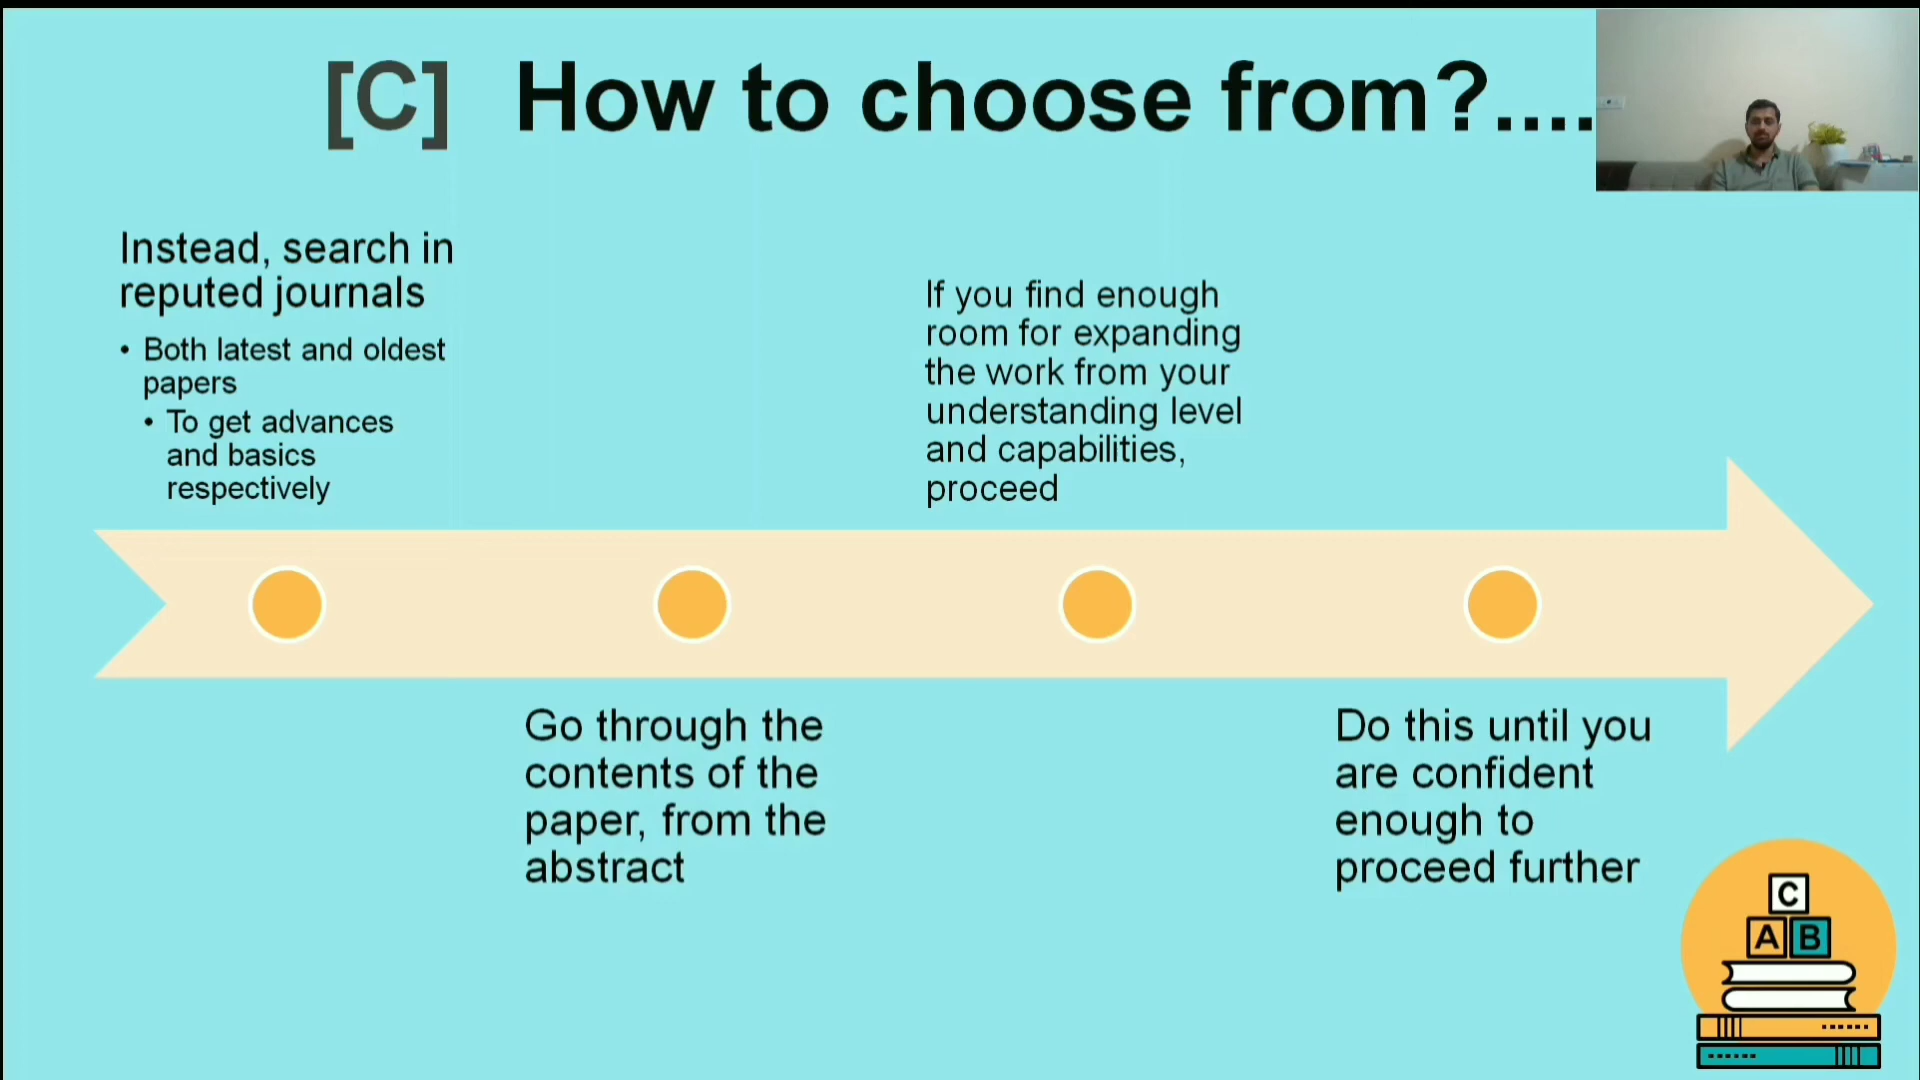 [C] How to choose from?....
Instead, search in
reputed journals
• Both latest and oldest
papers
• To get advances
and basics
respectively
If you find enough
room for expanding
the work from your
understanding level
and capabilities,
proceed
Go through the
contents of the
paper, from the
abstract
Do this until you
are confident
enough to
proceed further
C
A B